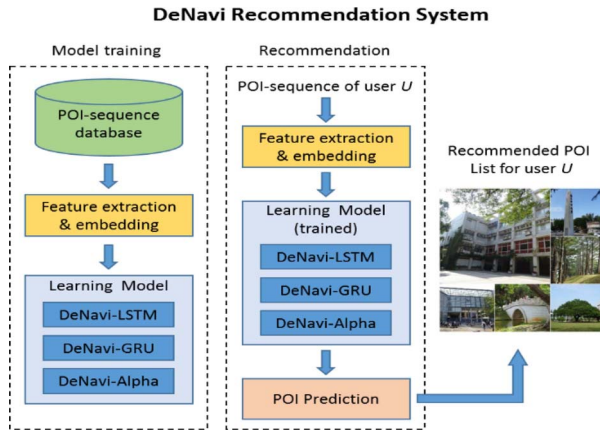 DeNavi Recommendation System
Model training
POI-sequence
database
Feature extraction
& embedding
Learning Model
DeNavi-LSTM
DeNavi-GRU
DeNavi-Alpha
Recommendation
POI-sequence of user U
Feature extraction
& embedding
Learning Model
(trained)
DeNavi-LSTM
DeNavi-GRU
DeNavi-Alpha
POI Prediction
Recommended POI
List for user U